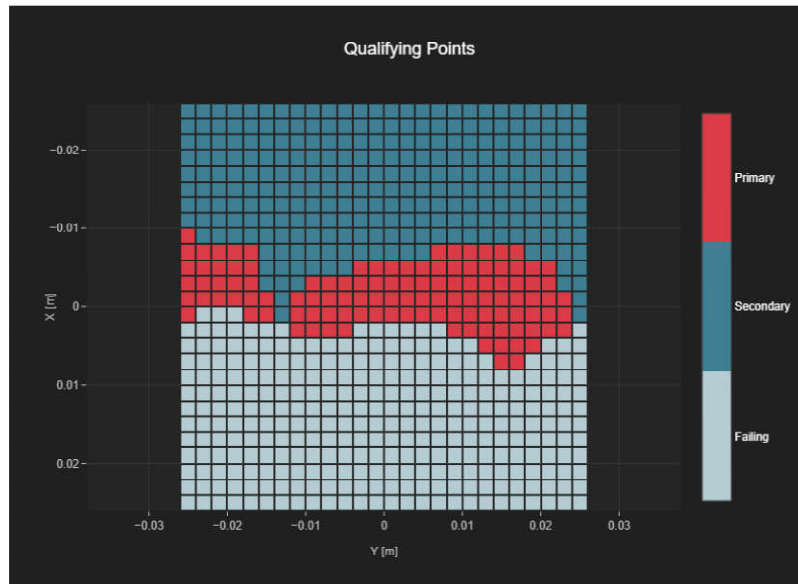 Qualifying Points
−0.02
−0.01
0
0.01
0.02
X [m]
−0.03
−0.02
−0.01
0
0.01
0.02
0.03
Y [m]
Primary
Secondary
Failing